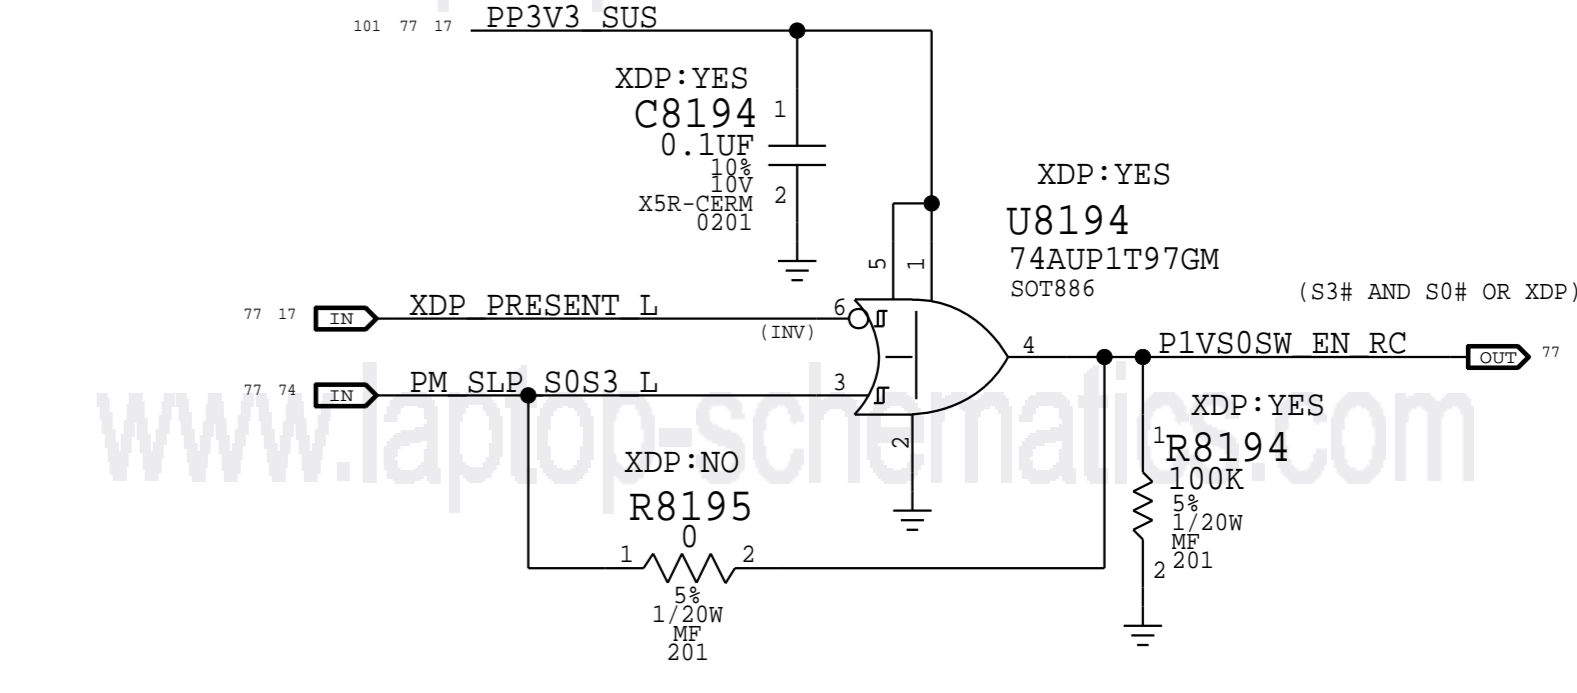 101 77 17 PP3V3_SUS
XDP:YES
C8194
1
0.1UF
10%
10V
2
X5R-CERM
0201
XDP:YES
U8194
74AUP1T97GM
SOT886
5 1
(S3# AND S0# OR XDP)
77 17 IN XDP_PRESENT_L 6
(INV)
4 P1VS0SW_EN_RC OUT 77
77 74 IN PM_SLP_S0S3_L 3
2
XDP:YES
1
R8194
100K
5%
1/20W
MF
201
2
XDP:NO
R8195
0
1 2
5%
1/20W
MF
201
www.laptop-schematics.com